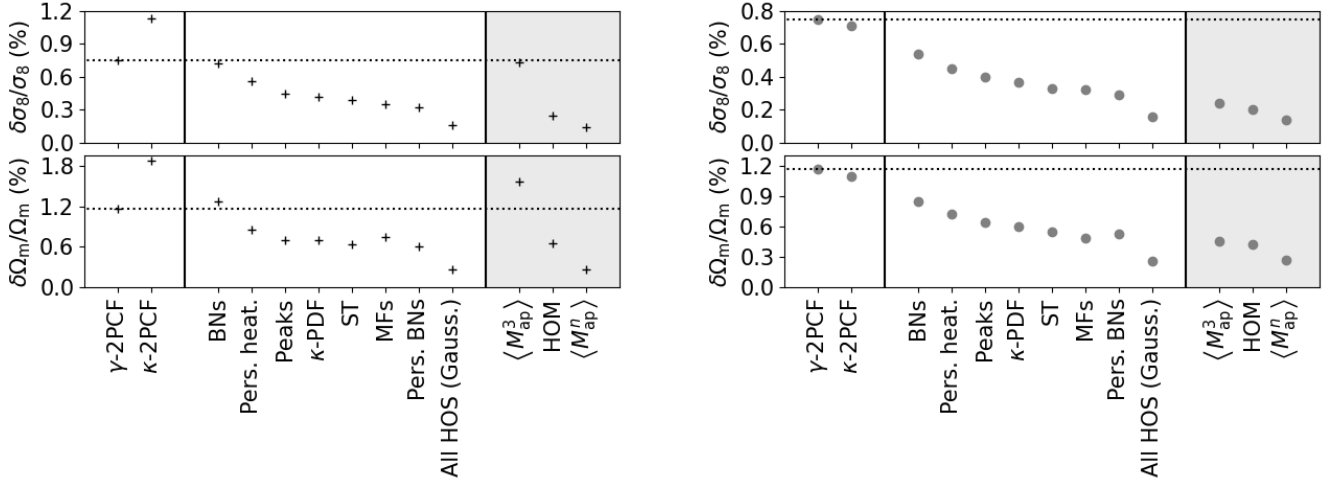 δσ₈/σ₈ (%)
1.2
0.9
0.6
0.3
0.0
δΩₘ/Ωₘ (%)
1.8
1.2
0.6
0.0
γ-2PCF
κ-2PCF
BNs
Pers. heat.
Peaks
κ-PDF
ST
MFs
Pers. BNs
All HOS (Gauss.)
⟨M³ₐₚ⟩
HOM
⟨Mⁿₐₚ⟩
δσ₈/σ₈ (%)
0.8
0.6
0.4
0.2
0.0
δΩₘ/Ωₘ (%)
1.2
0.9
0.6
0.3
0.0
γ-2PCF
κ-2PCF
BNs
Pers. heat.
Peaks
κ-PDF
ST
MFs
Pers. BNs
All HOS (Gauss.)
⟨M³ₐₚ⟩
HOM
⟨Mⁿₐₚ⟩